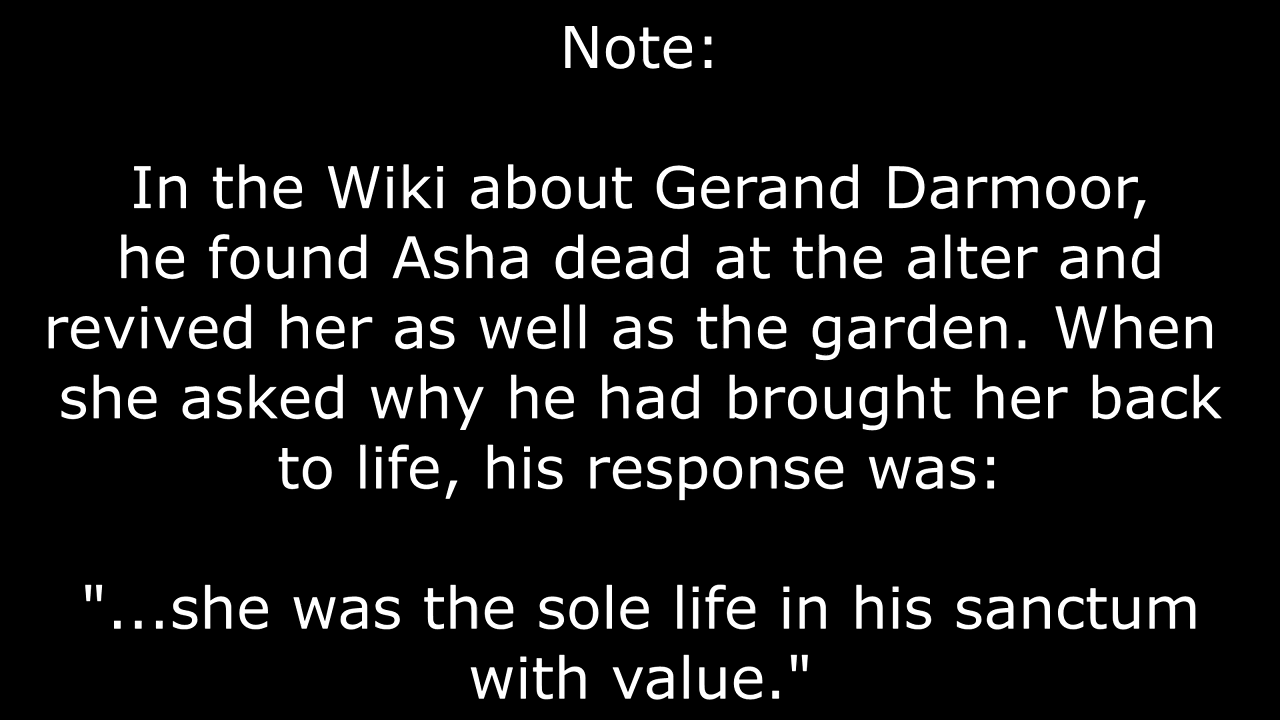 Note:
In the Wiki about Gerand Darmoor,
he found Asha dead at the alter and
revived her as well as the garden. When
she asked why he had brought her back
to life, his response was:
"...she was the sole life in his sanctum
with value."